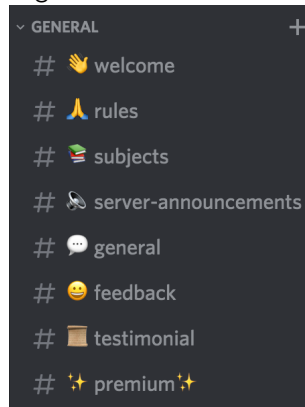 GENERAL
# 👋 welcome
# 🙏 rules
# 📚 subjects
# 🔊 server-announcements
# 💬 general
# 😀 feedback
# 📜 testimonial
# ✨ premium✨